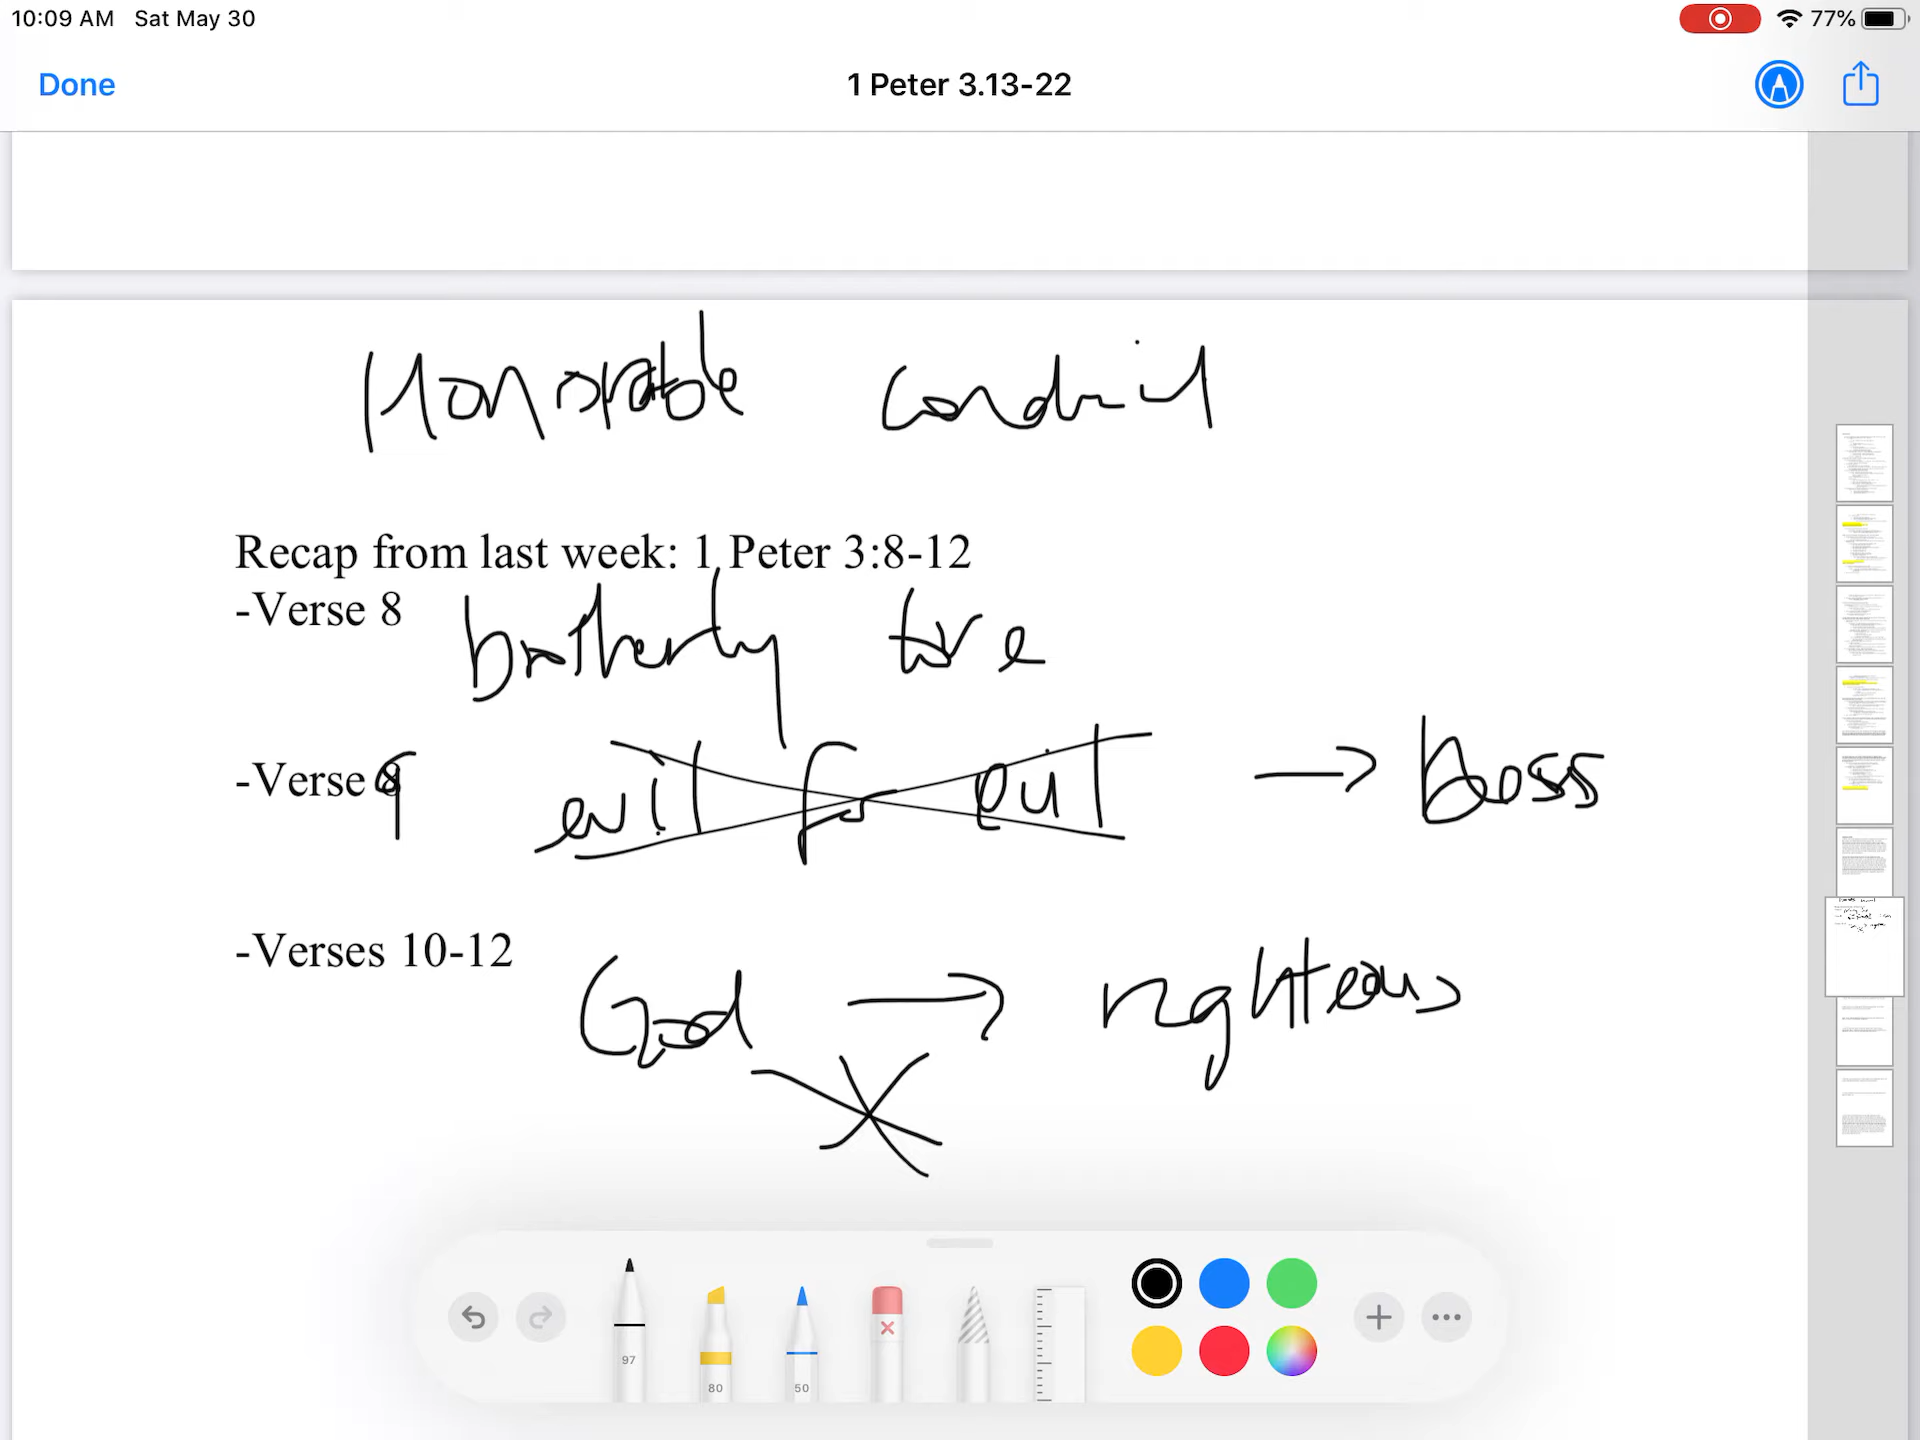 10:09 AM Sat May 30
77%
Done
1 Peter 3.13-22
Honorable
Recap from last week: 1 Peter 3:8-12
-Verse 8 brotherly love
-Verse 9 evil for evil →
-Verses 10-12 God → righteous
97
80
50